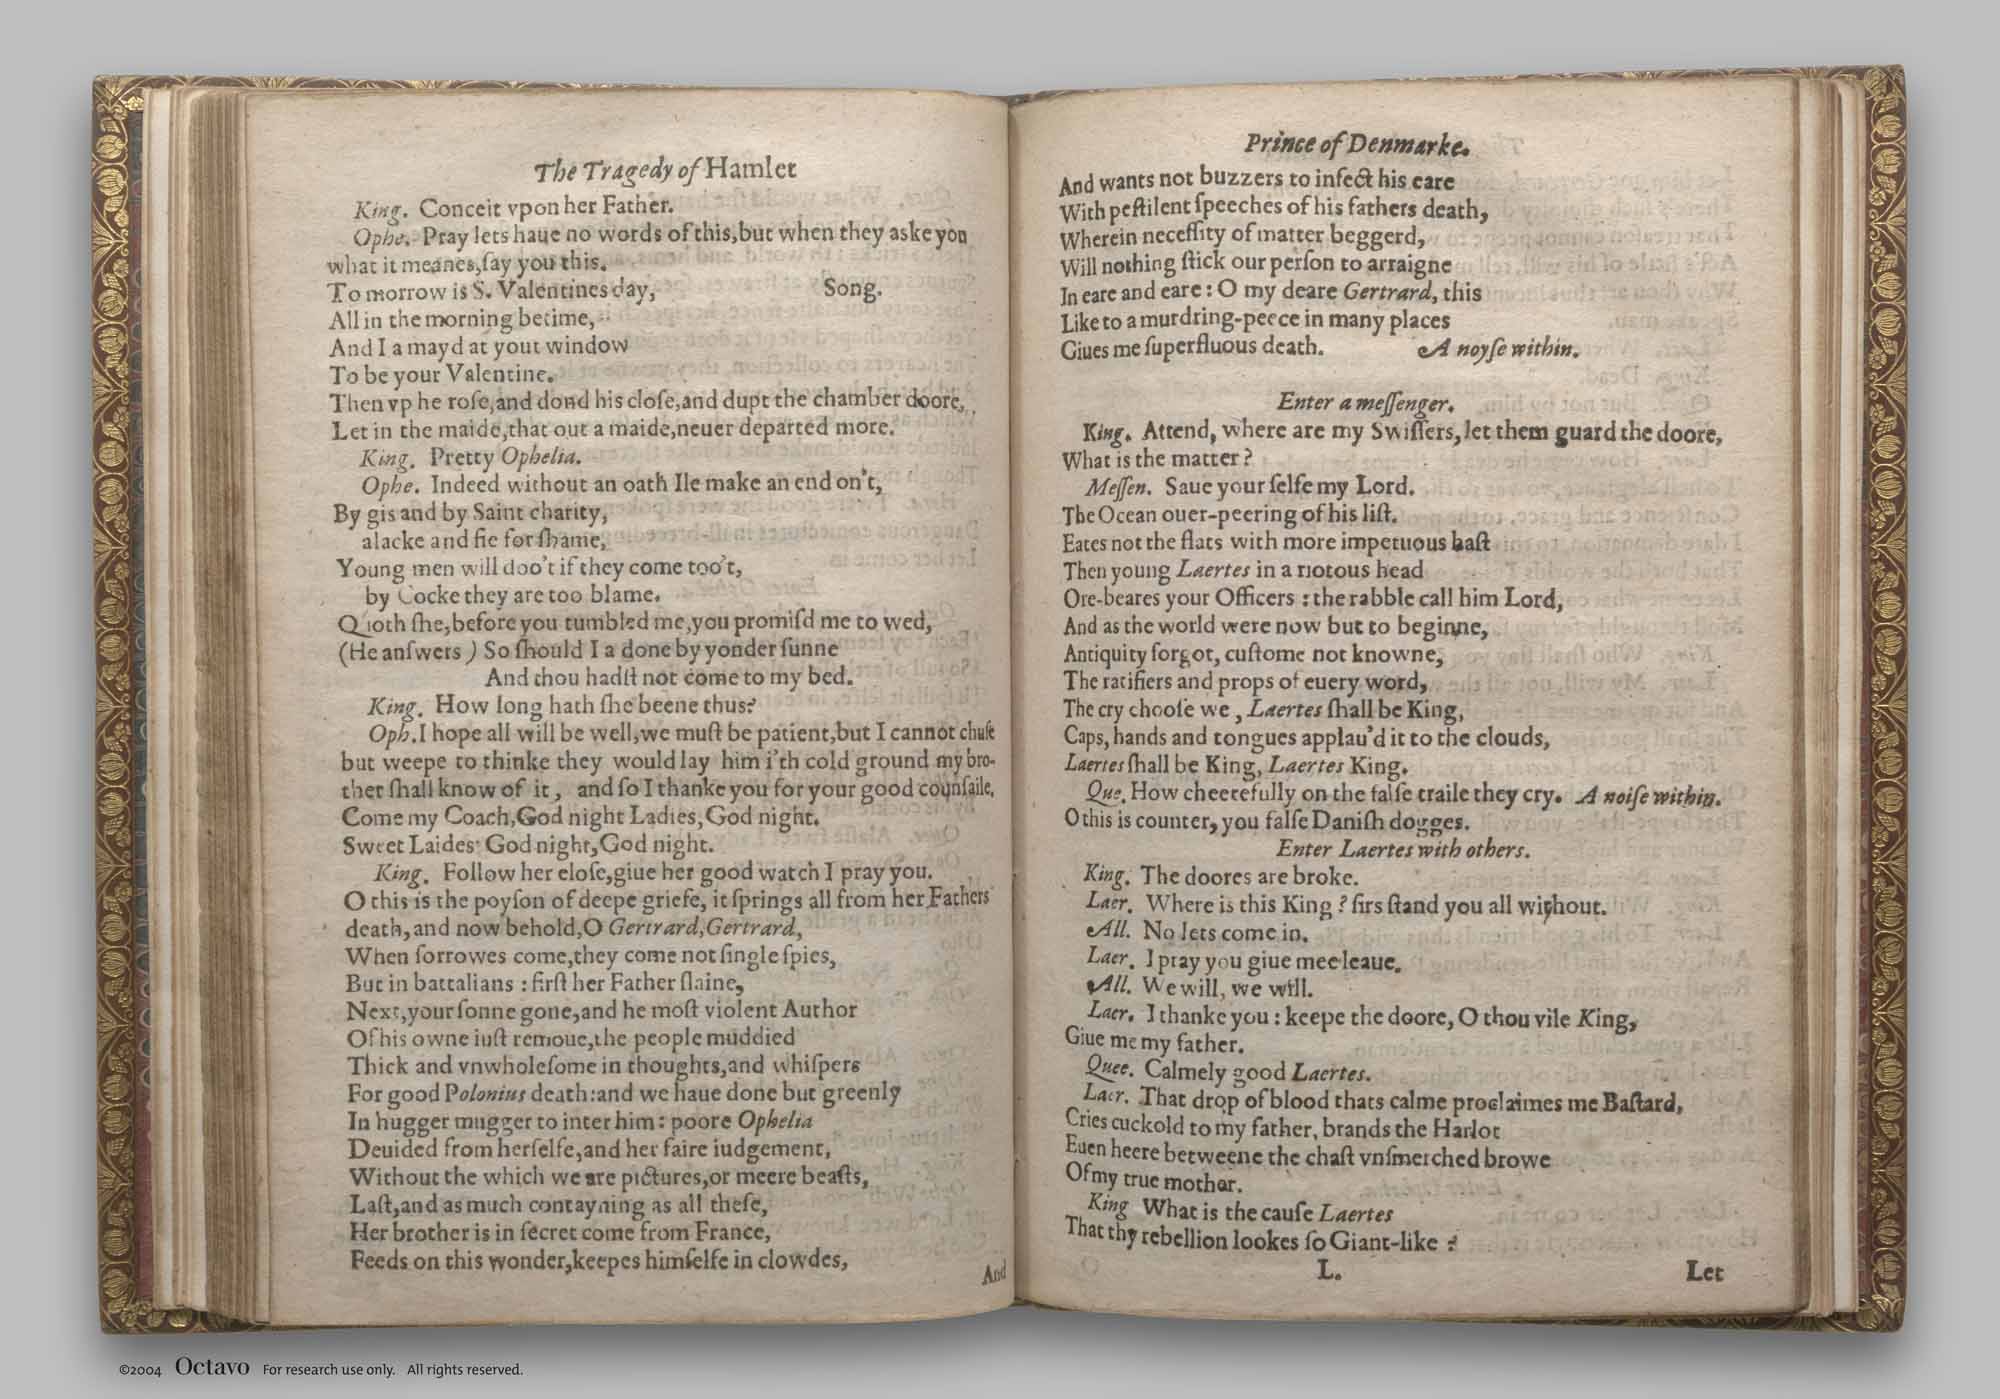 The Tragedy of Hamlet
King. Conceit vpon her Father.
Ophe. Pray lets haue no words of this,but when they aske you
what it meanes,ſay you this.
To morrow is S. Valentines day, Song.
All in the morning betime,
And I a mayd at yout window
To be your Valentine.
Then vp he roſe,and dond his cloſe,and dupt the chamber doore,
Let in the maide,that out a maide,neuer departed more.
King. Pretty Ophelia.
Ophe. Indeed without an oath Ile make an end on't,
By gis and by Saint charity,
alacke and fie for ſhame,
Young men will doo't if they come too't,
by Cocke they are too blame.
Quoth ſhe,before you tumbled me,you promiſd me to wed,
(He anſwers ) So ſhould I a done by yonder ſunne
And thou hadſt not come to my bed.
King. How long hath ſhe beene thus?
Oph.I hope all will be well,we muſt be patient,but I cannot chuſe
but weepe to thinke they would lay him i'th cold ground my bro-
ther ſhall know of it, and ſo I thanke you for your good counſaile,
Come my Coach,God night Ladies,God night.
Sweet Laides God night,God night.
King. Follow her cloſe,giue her good watch I pray you.
O this is the poyſon of deepe griefe, it ſprings all from her Fathers
death,and now behold,O Gertrard,Gertrard,
When ſorrowes come,they come not ſingle ſpies,
But in battalians : firſt her Father ſlaine,
Next,your ſonne gone,and he moſt violent Author
Of his owne iuſt remoue,the people muddied
Thick and vnwholeſome in thoughts,and whiſpers
For good Polonius death:and we haue done but greenly
In hugger mugger to inter him: poore Ophelia
Deuided from herſelfe,and her faire iudgement,
Without the which we are pictures,or meere beaſts,
Laſt,and as much contayning as all theſe,
Her brother is in ſecret come from France,
Feeds on this wonder,keepes himſelfe in clowdes,
And
Prince of Denmarke.
And wants not buzzers to infect his eare
With peſtilent ſpeeches of his fathers death,
Wherein neceſſity of matter beggerd,
Will nothing ſtick our perſon to arraigne
In eare and eare : O my deare Gertrard, this
Like to a murdring-peece in many places
Giues me ſuperfluous death. A noyſe within.
Enter a meſſenger.
King. Attend, where are my Swiſſers, let them guard the doore,
What is the matter ?
Meſſen. Saue your ſelfe my Lord.
The Ocean ouer-peering of his liſt.
Eates not the flats with more impetuous haſt
Then young Laertes in a riotous head
Ore-beares your Officers : the rabble call him Lord,
And as the world were now but to beginne,
Antiquity forgot, cuſtome not knowne,
The ratifiers and props of euery word,
The cry chooſe we , Laertes ſhall be King,
Caps, hands and tongues applau'd it to the clouds,
Laertes ſhall be King, Laertes King.
Que. How cheerefully on the falſe traile they cry. A noiſe within.
O this is counter, you falſe Daniſh dogges.
Enter Laertes with others.
King. The doores are broke.
Laer. Where is this King ? ſirs ſtand you all without.
All. No lets come in.
Laer. I pray you giue mee leaue.
All. We will, we will.
Laer. I thanke you : keepe the doore, O thou vile King,
Giue me my father.
Quee. Calmely good Laertes.
Laer. That drop of blood thats calme proclaimes me Baſtard,
Cries cuckold to my father, brands the Harlot
Euen heere betweene the chaſt vnſmerched browe
Of my true mother.
King What is the cauſe Laertes
That thy rebellion lookes ſo Giant-like ?
L. Let
©2004 Octavo For research use only. All rights reserved.